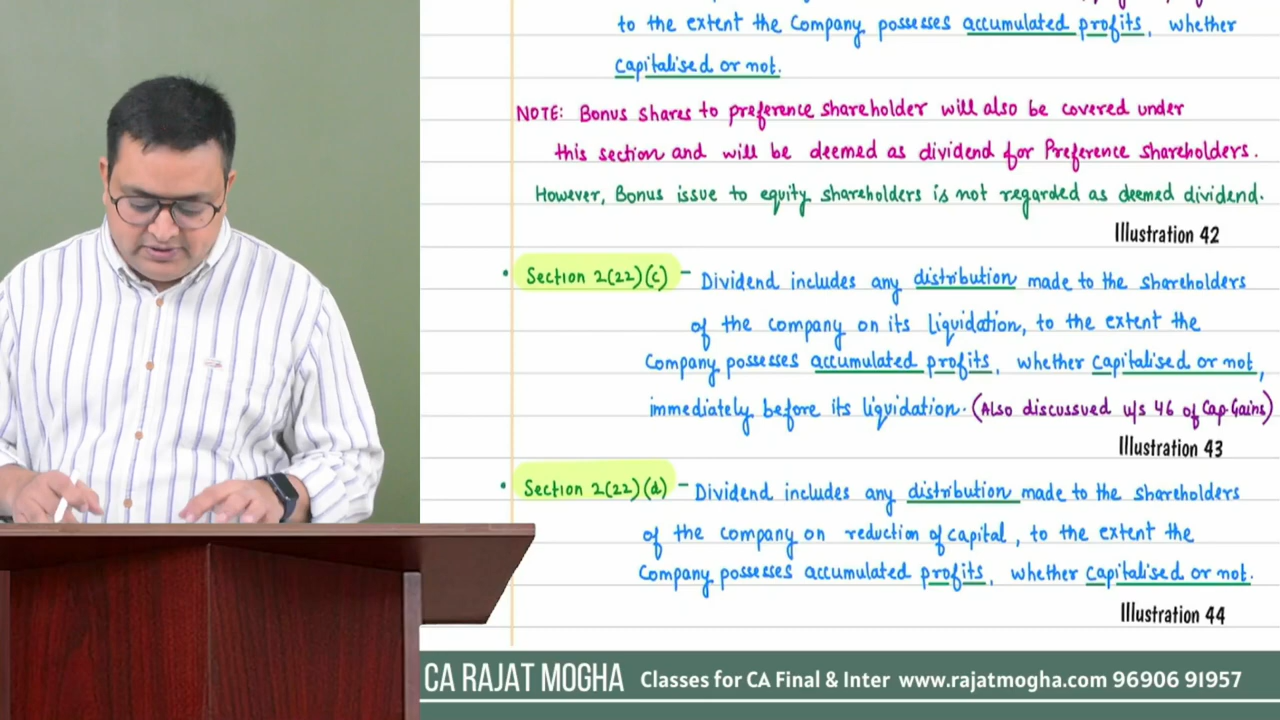 to the extent the Company possesses accumulated profits, whether
capitalised or not.
NOTE: Bonus shares to preference shareholder will also be covered under
this section and will be deemed as dividend for Preference shareholders.
However, Bonus issue to equity shareholders is not regarded as deemed dividend.
Illustration 42
• Section 2(22)(c) - Dividend includes any distribution made to the shareholders
of the company on its liquidation, to the extent the
Company possesses accumulated profits, whether capitalised or not,
immediately before its liquidation. (Also discussued u/s 46 of Cap.Gains)
Illustration 43
• Section 2(22)(d) - Dividend includes any distribution made to the shareholders
of the company on reduction of capital, to the extent the
Company possesses accumulated profits, whether capitalised or not.
Illustration 44
CA RAJAT MOGHA Classes for CA Final & Inter www.rajatmogha.com 96906 91957